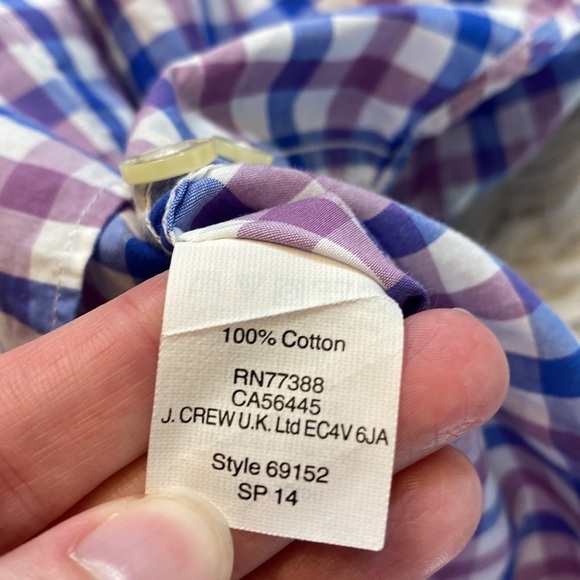 100% Cotton
RN77388
CA56445
J. CREW U.K. Ltd EC4V 6JA
Style 69152
SP 14